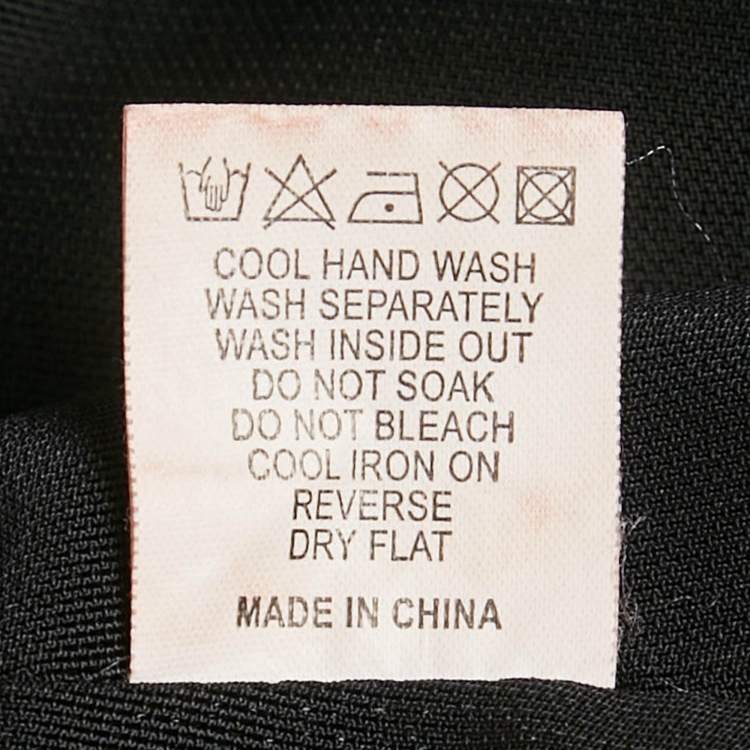 COOL HAND WASH
WASH SEPARATELY
WASH INSIDE OUT
DO NOT SOAK
DO NOT BLEACH
COOL IRON ON
REVERSE
DRY FLAT
MADE IN CHINA